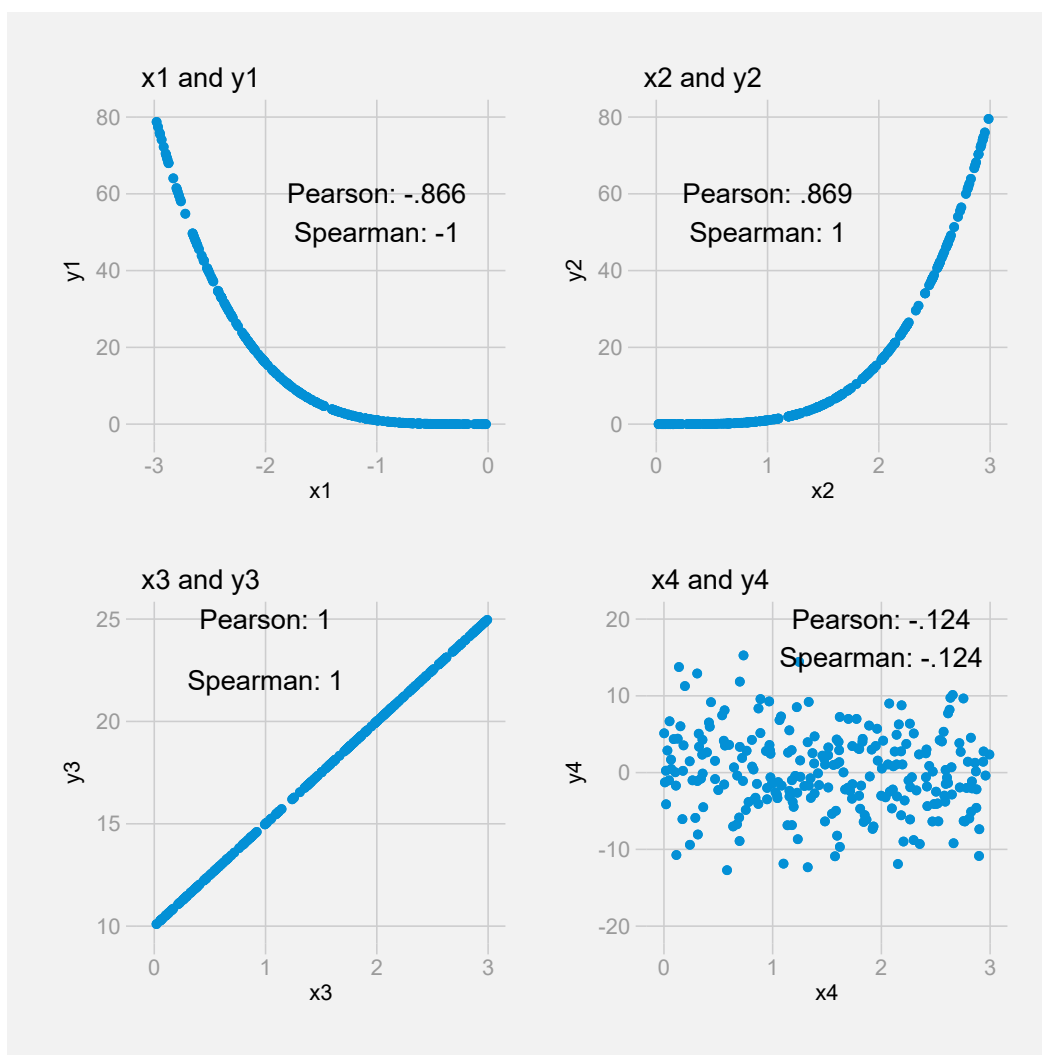 x1 and y1
80
60
40
20
0
Pearson: -.866
Spearman: -1
y1
-3 -2 -1 0
x1
x2 and y2
80
60
40
20
0
Pearson: .869
Spearman: 1
y2
0 1 2 3
x2
x3 and y3
25
20
15
10
Pearson: 1
Spearman: 1
y3
0 1 2 3
x3
x4 and y4
20
10
0
-10
-20
Pearson: -.124
Spearman: -.124
y4
0 1 2 3
x4